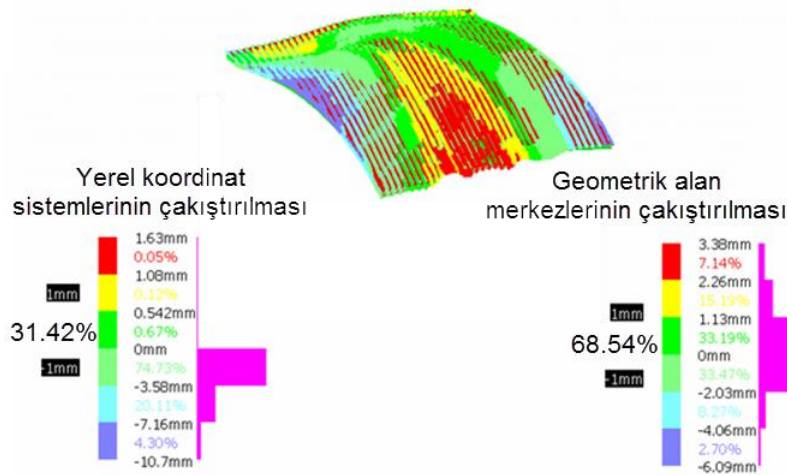 Yerel koordinat
sistemlerinin çakıştırılması
1.63mm
0.05%
1.08mm
1mm
0.12%
0.542mm
31.42%
0.67%
0mm
-1mm
74.73%
-3.58mm
20.11%
-7.16mm
4.30%
-10.7mm
Geometrik alan
merkezlerinin çakıştırılması
3.38mm
7.14%
2.26mm
15.19%
1mm
1.13mm
68.54%
33.19%
0mm
-1mm
33.47%
-2.03mm
8.27%
-4.06mm
2.70%
-6.09mm